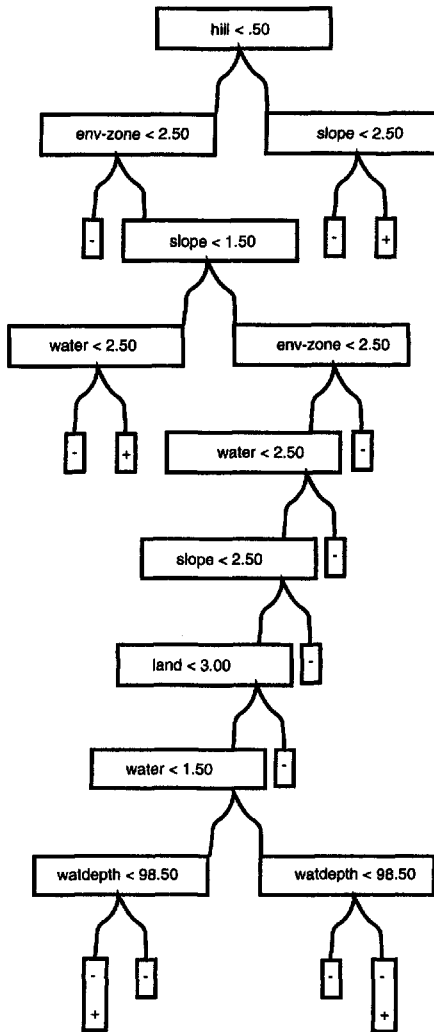 hill < .50
env-zone < 2.50
slope < 2.50
-
slope < 1.50
-
+
water < 2.50
env-zone < 2.50
-
+
water < 2.50
-
slope < 2.50
-
land < 3.00
-
water < 1.50
-
watdepth < 98.50
watdepth < 98.50
-
+
-
-
-
+